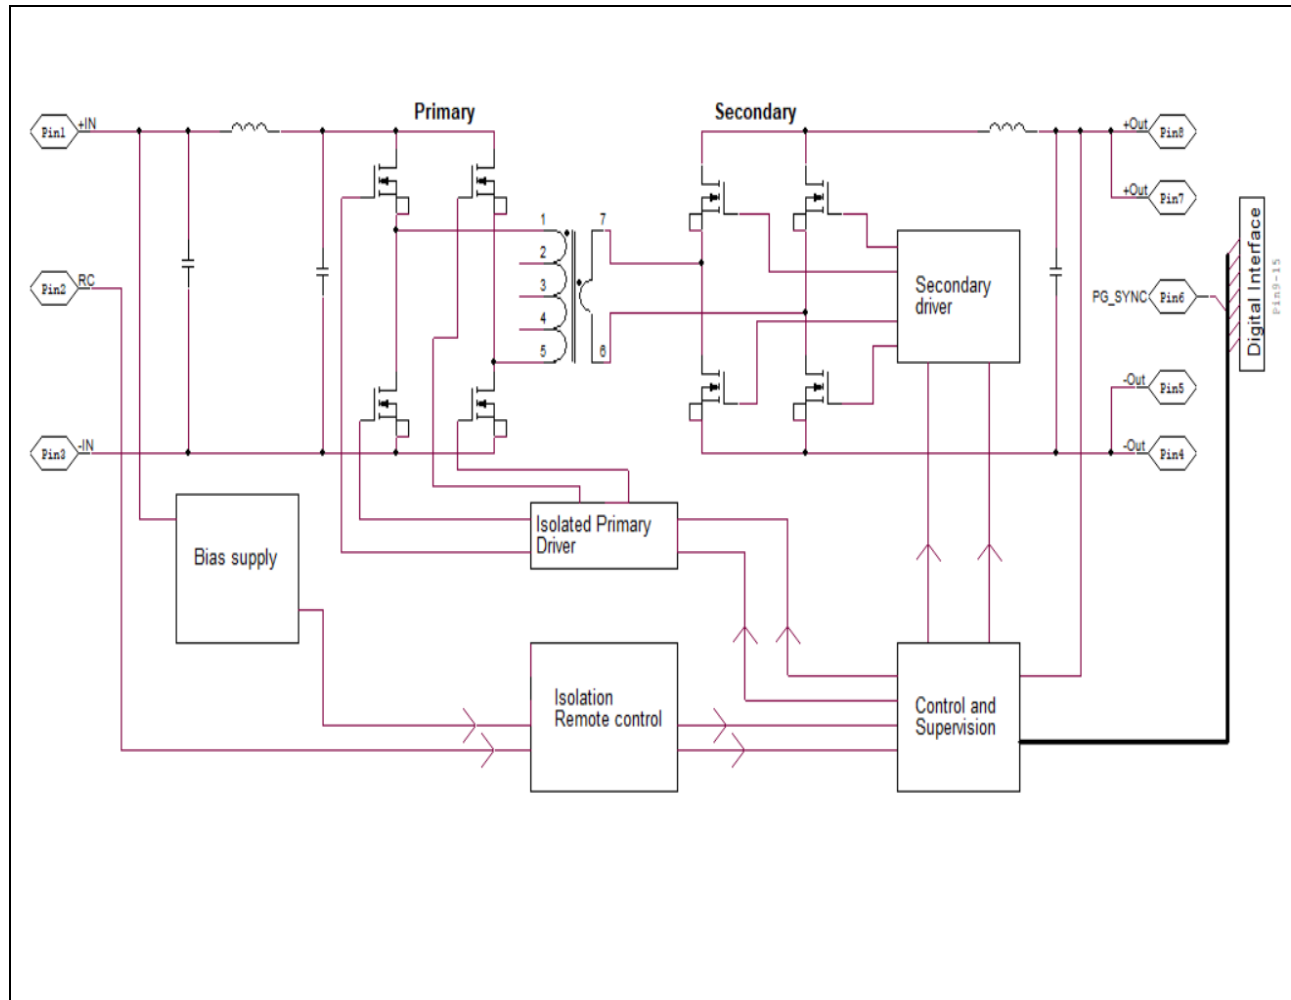 Primary
Secondary
Pin1
+IN
+Out
Pin8
+Out
Pin7
1
7
2
3
4
5
6
Secondary
driver
Pin2
RC
PG_SYNC
Pin6
Digital Interface
Pin9-15
-Out
Pin5
Pin3
-IN
-Out
Pin4
Bias supply
Isolated Primary
Driver
Isolation
Remote control
Control and
Supervision